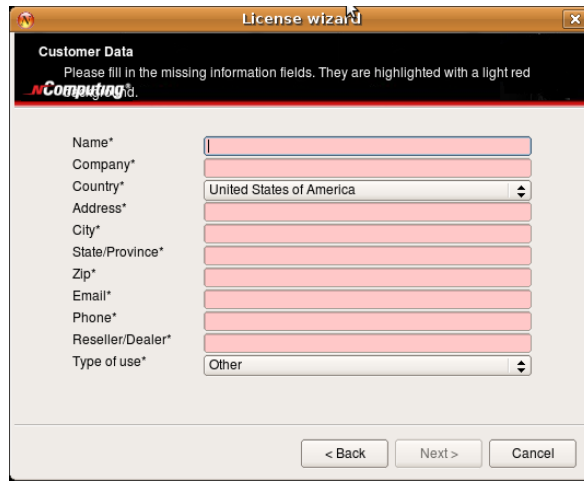 License wizard
Customer Data
Please fill in the missing information fields. They are highlighted with a light red
background.
NComputing
Name*
Company*
Country*
United States of America
Address*
City*
State/Province*
Zip*
Email*
Phone*
Reseller/Dealer*
Type of use*
Other
< Back
Next >
Cancel